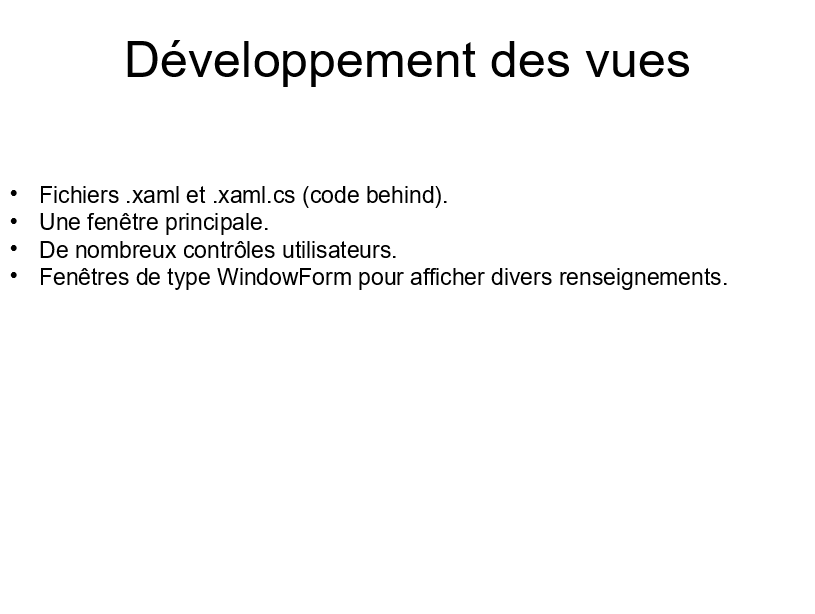 Développement des vues
• Fichiers .xaml et .xaml.cs (code behind).
• Une fenêtre principale.
• De nombreux contrôles utilisateurs.
• Fenêtres de type WindowForm pour afficher divers renseignements.